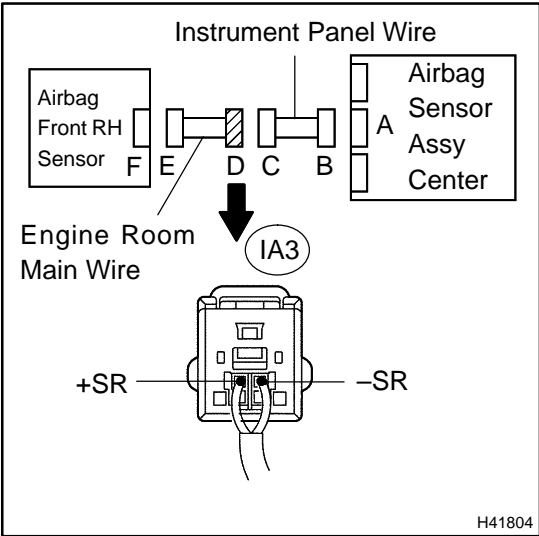 Instrument Panel Wire
Airbag
Front RH
Sensor
F E D C B A
Airbag
Sensor
Assy
Center
Engine Room
Main Wire
IA3
+SR
–SR
H41804